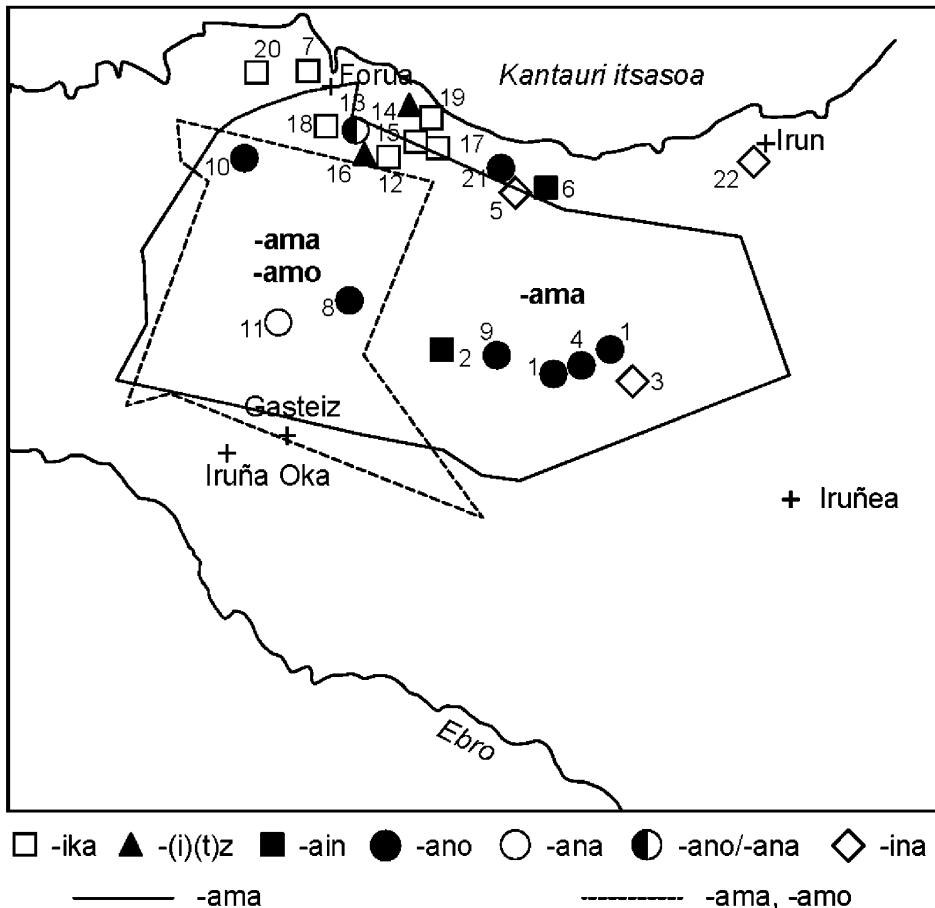 20 7
Forua
Kantauri itsasoa
13 14 19
18 15 17
Irun
10 16 12 21 22
5 6
-ama
-amo
-ama
8
11
9 4 1
2 1 3
Gasteiz
Iruña Oka
Iruñea
Ebro
-ika -(i)(t)z -ain -ano -ana -ano/-ana -ina
-ama -ama, -amo